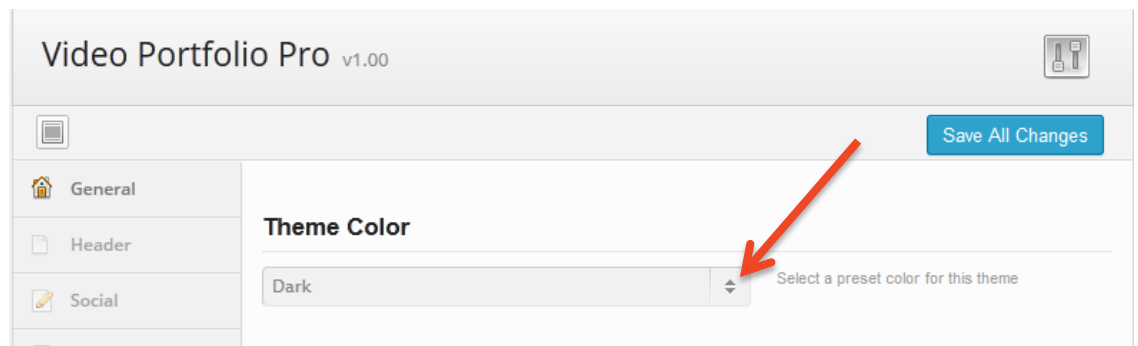 Video Portfolio Pro v1.00
Save All Changes
General
Header
Social
Theme Color
Dark
Select a preset color for this theme